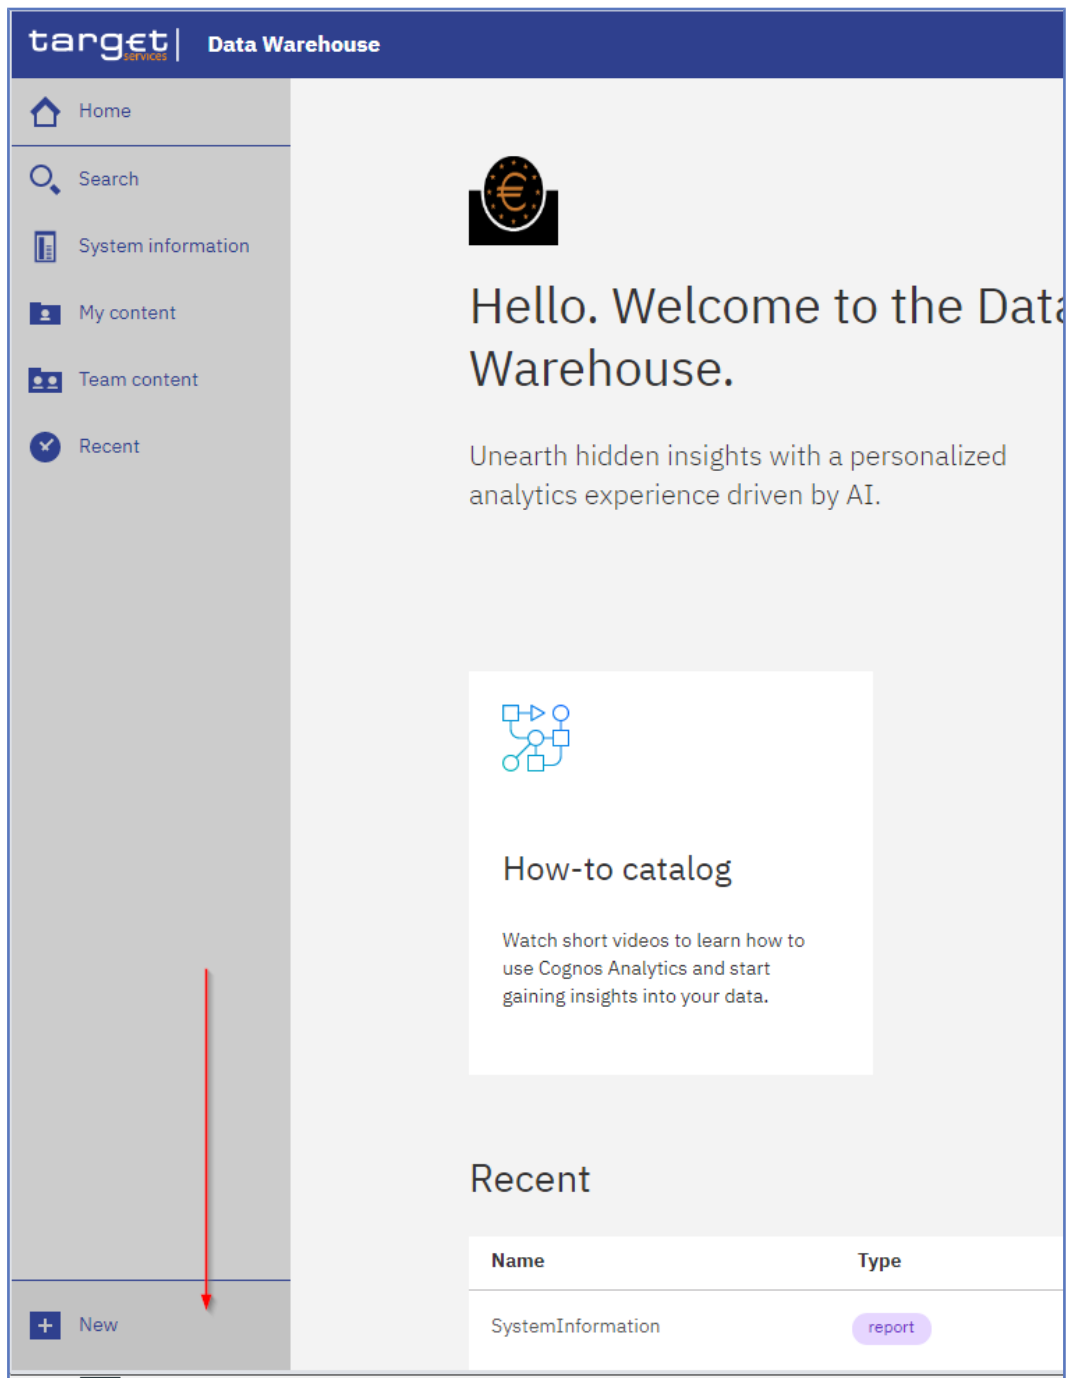 target
services
Data Warehouse
Home
Search
System information
My content
Team content
Recent
New
€
Hello. Welcome to the Data
Warehouse.
Unearth hidden insights with a personalized
analytics experience driven by AI.
How-to catalog
Watch short videos to learn how to
use Cognos Analytics and start
gaining insights into your data.
Recent
Name Type
SystemInformation report